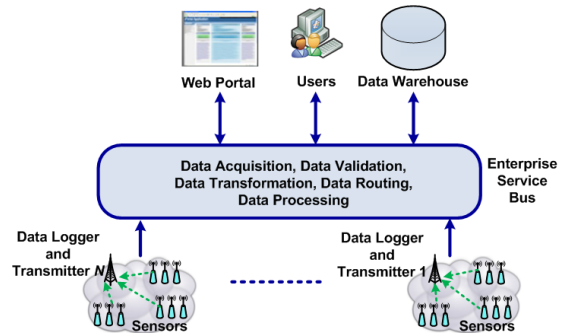 Web Portal
Users
Data Warehouse
Data Acquisition, Data Validation,
Data Transformation, Data Routing,
Data Processing
Enterprise
Service
Bus
Data Logger
and
Transmitter N
Sensors
Data Logger
and
Transmitter 1
Sensors